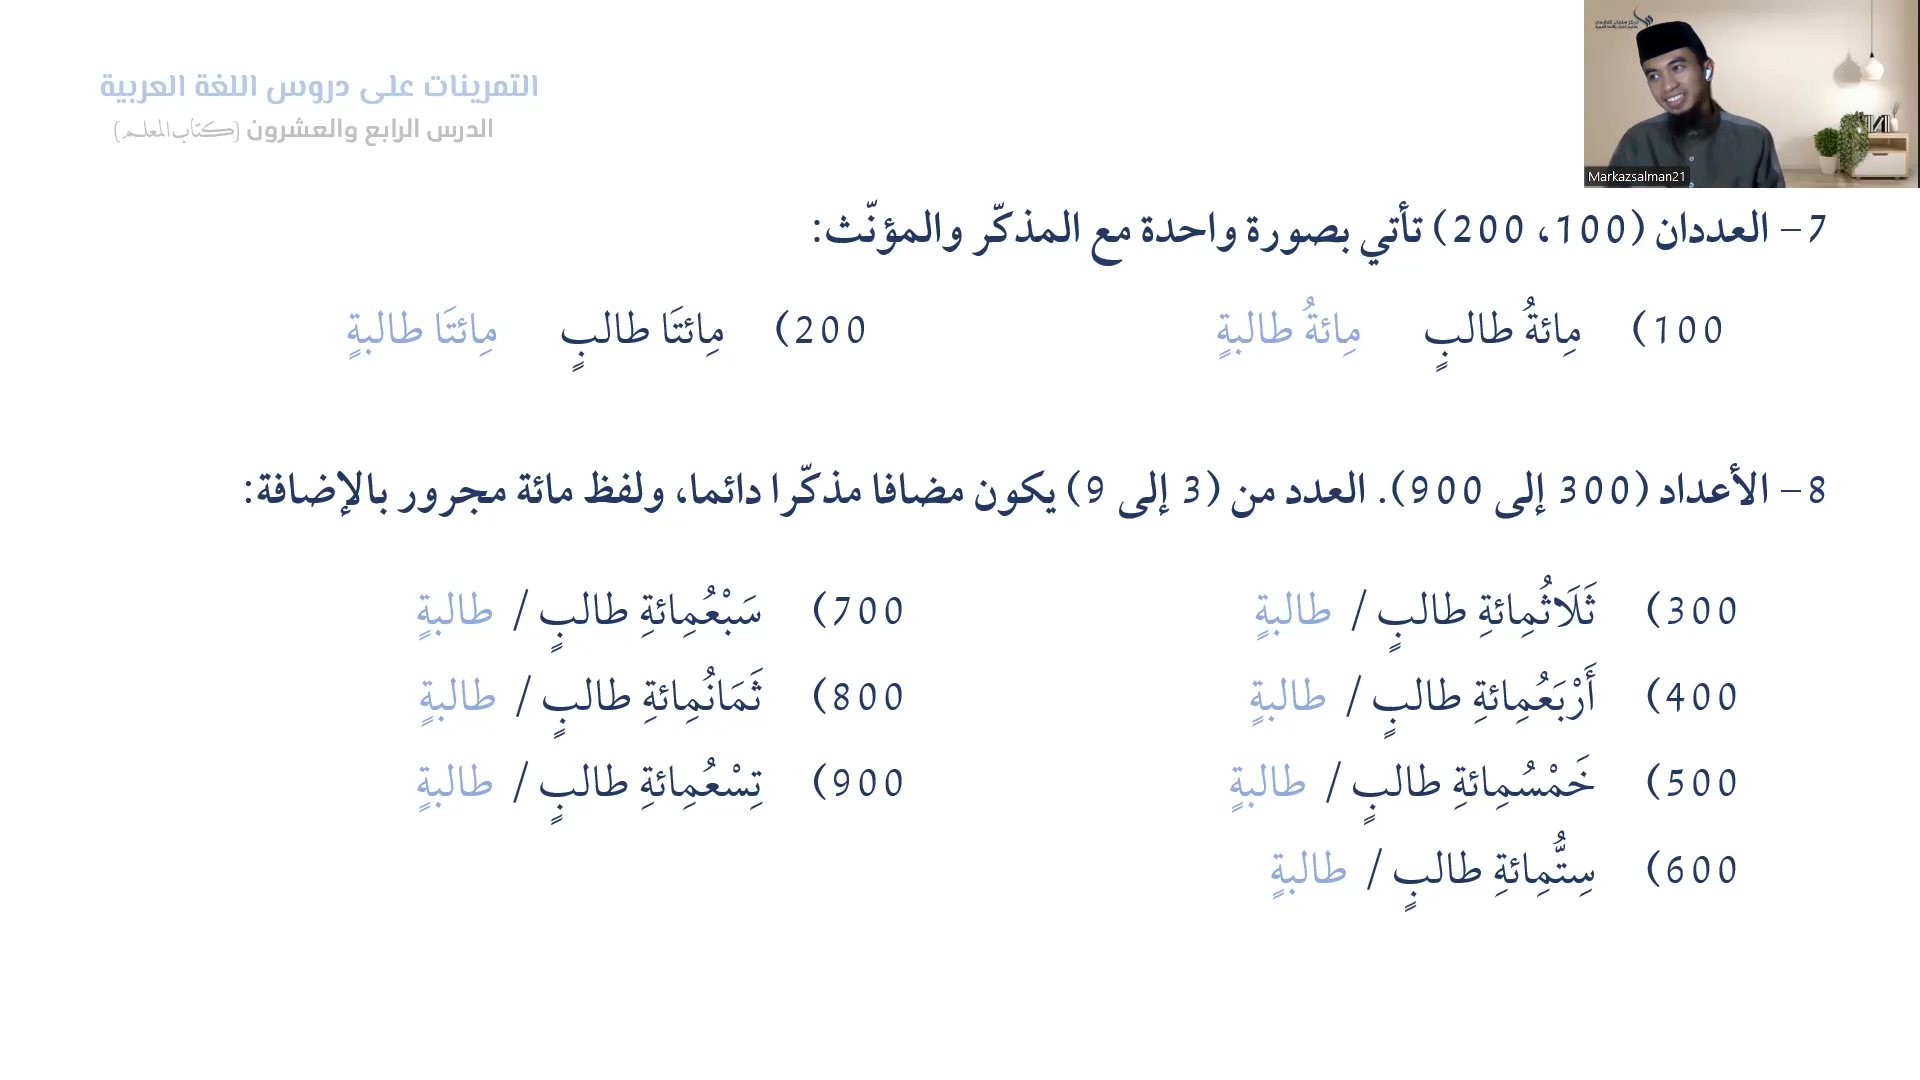 التمرينات على دروس اللغة العربية
الدرس الرابع والعشرون (كتاب المعلم)
مركز سلمان الفارسي
Markazsalman21
7– العددان (100، 200) تأتي بصورة واحدة مع المذكّر والمؤنّث:
100) مِائةُ طالبٍ مِائةُ طالبةٍ 200) مِائتَا طالبٍ مِائتَا طالبةٍ
8– الأعداد (300 إلى 900). العدد من (3 إلى 9) يكون مضافا مذكّرا دائما، ولفظ مائة مجرور بالإضافة:
300) ثَلَاثُمِائةِ طالبٍ / طالبةٍ 700) سَبْعُمِائةِ طالبٍ / طالبةٍ
400) أَرْبَعُمِائةِ طالبٍ / طالبةٍ 800) ثَمَانُمِائةِ طالبٍ / طالبةٍ
500) خَمْسُمِائةِ طالبٍ / طالبةٍ 900) تِسْعُمِائةِ طالبٍ / طالبةٍ
600) سِتُّمِائةِ طالبٍ / طالبةٍ